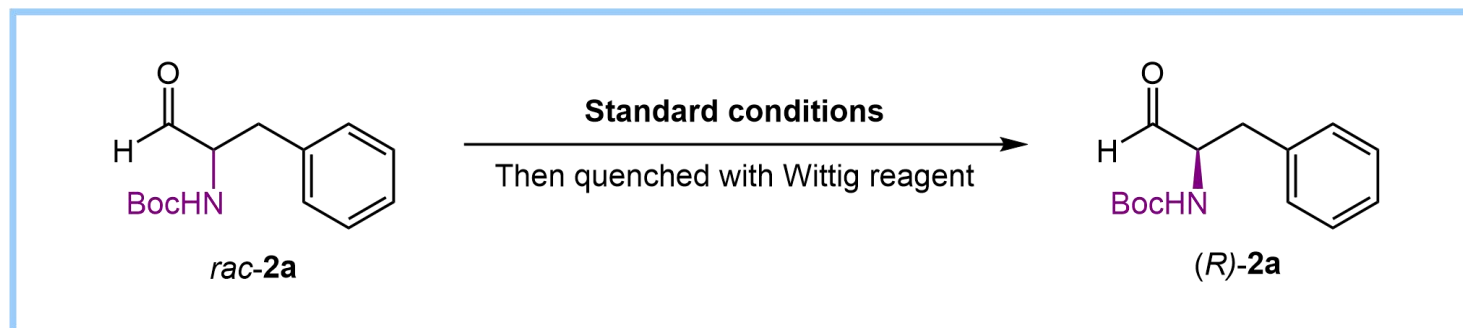 O
H
BocHN
rac-2a
Standard conditions
Then quenched with Wittig reagent
O
H
BocHN
(R)-2a